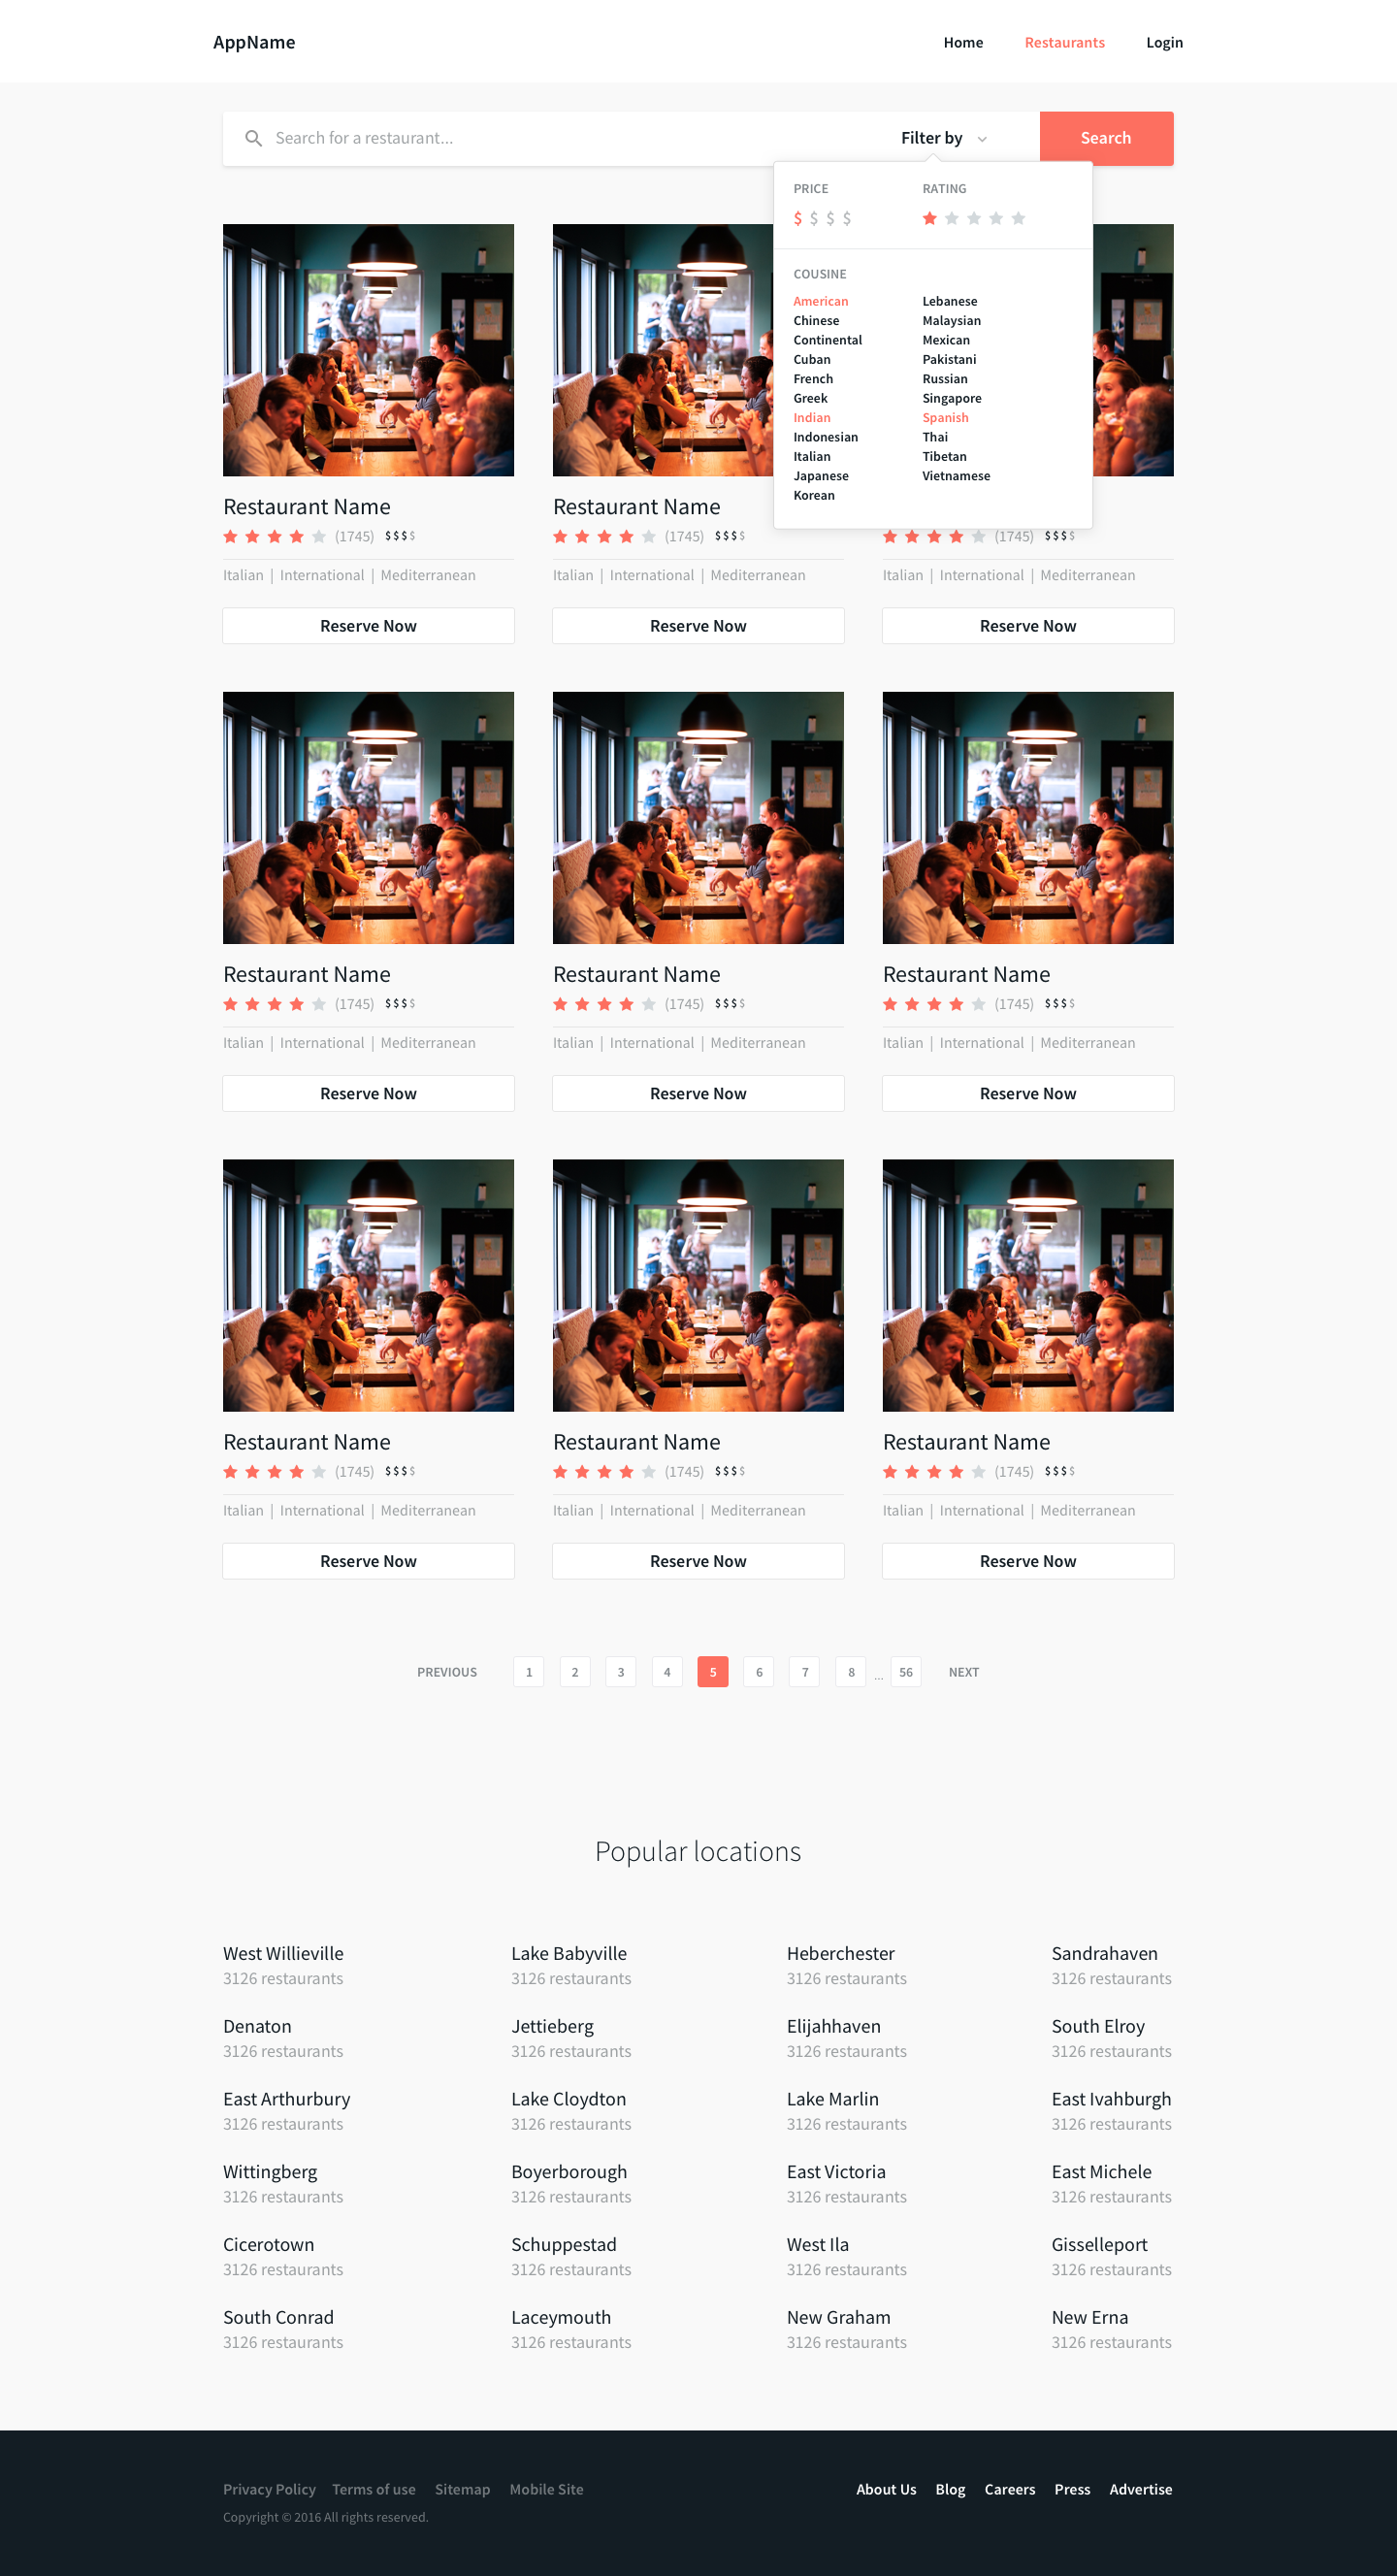 AppName Home Restaurants Login
Search for a restaurant... Filter by Search
PRICE RATING
$ $ $ $
COUSINE
American Lebanese
Chinese Malaysian
Continental Mexican
Cuban Pakistani
French Russian
Greek Singapore
Indian Spanish
Indonesian Thai
Italian Tibetan
Japanese Vietnamese
Korean
Restaurant Name Restaurant Name
(1745) $$$$ (1745) $$$$ (1745) $$$$
Italian | International | Mediterranean Italian | International | Mediterranean Italian | International | Mediterranean
Reserve Now Reserve Now Reserve Now
Restaurant Name Restaurant Name Restaurant Name
(1745) $$$$ (1745) $$$$ (1745) $$$$
Italian | International | Mediterranean Italian | International | Mediterranean Italian | International | Mediterranean
Reserve Now Reserve Now Reserve Now
Restaurant Name Restaurant Name Restaurant Name
(1745) $$$$ (1745) $$$$ (1745) $$$$
Italian | International | Mediterranean Italian | International | Mediterranean Italian | International | Mediterranean
Reserve Now Reserve Now Reserve Now
PREVIOUS 1 2 3 4 5 6 7 8 ... 56 NEXT
Popular locations
West Willieville Lake Babyville Heberchester Sandrahaven
3126 restaurants 3126 restaurants 3126 restaurants 3126 restaurants
Denaton Jettieberg Elijahhaven South Elroy
3126 restaurants 3126 restaurants 3126 restaurants 3126 restaurants
East Arthurbury Lake Cloydton Lake Marlin East Ivahburgh
3126 restaurants 3126 restaurants 3126 restaurants 3126 restaurants
Wittingberg Boyerborough East Victoria East Michele
3126 restaurants 3126 restaurants 3126 restaurants 3126 restaurants
Cicerotown Schuppestad West Ila Gisselleport
3126 restaurants 3126 restaurants 3126 restaurants 3126 restaurants
South Conrad Laceymouth New Graham New Erna
3126 restaurants 3126 restaurants 3126 restaurants 3126 restaurants
Privacy Policy Terms of use Sitemap Mobile Site About Us Blog Careers Press Advertise
Copyright © 2016 All rights reserved.